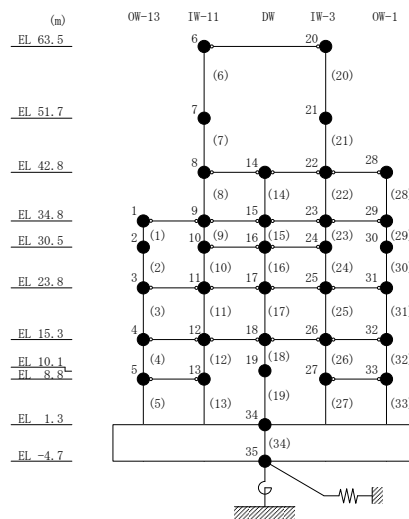 (m) OW-13 IW-11 DW IW-3 OW-1
EL 63.5 6 20
(6) (20)
EL 51.7 7 21
(7) (21)
EL 42.8 8 14 22 28
(8) (14) (22) (28)
EL 34.8 1 9 15 23 29
(1) (9) (15) (23) (29)
EL 30.5 2 10 16 24 30
(2) (10) (16) (24) (30)
EL 23.8 3 11 17 25 31
(3) (11) (17) (25) (31)
EL 15.3 4 12 18 26 32
(4) (12) (18) (26) (32)
EL 10.1 19
EL 8.8 5 13 27 33
(5) (13) (19) (27) (33)
EL 1.3 34
(34)
EL -4.7 35